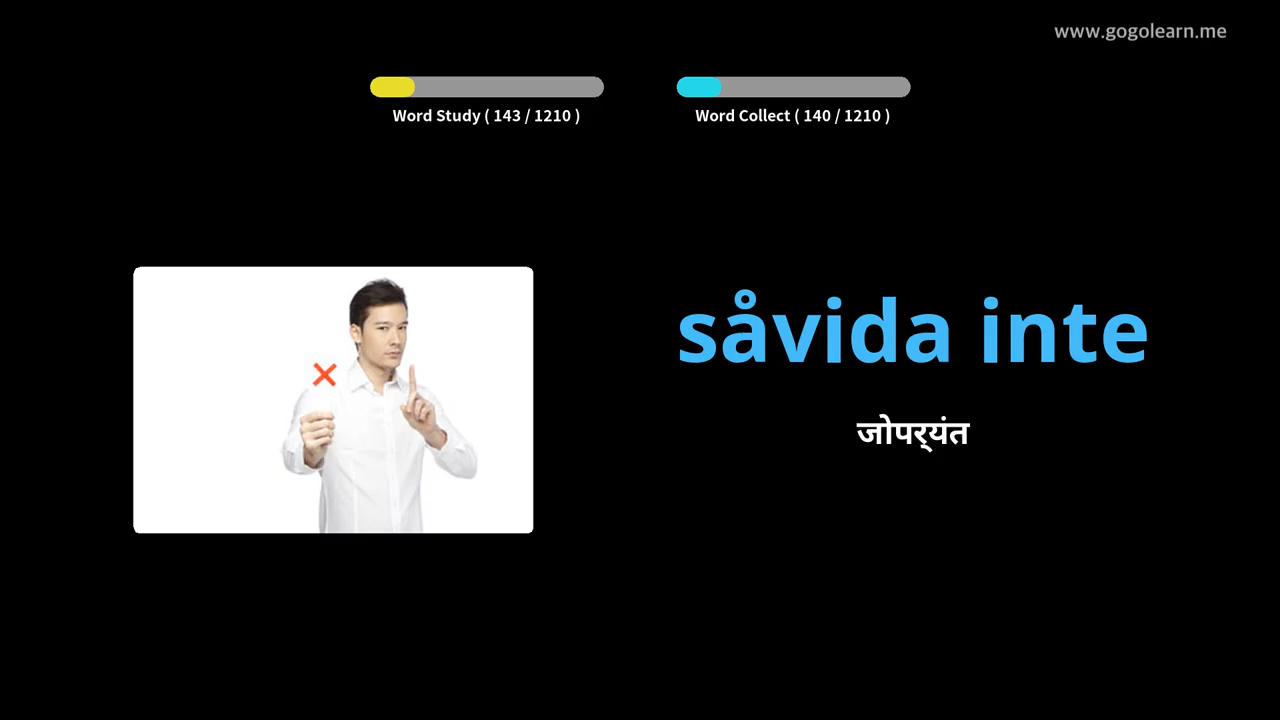 www.gogolearn.me
Word Study ( 143 / 1210 )
Word Collect ( 140 / 1210 )
såvida inte
जोपर्यंत